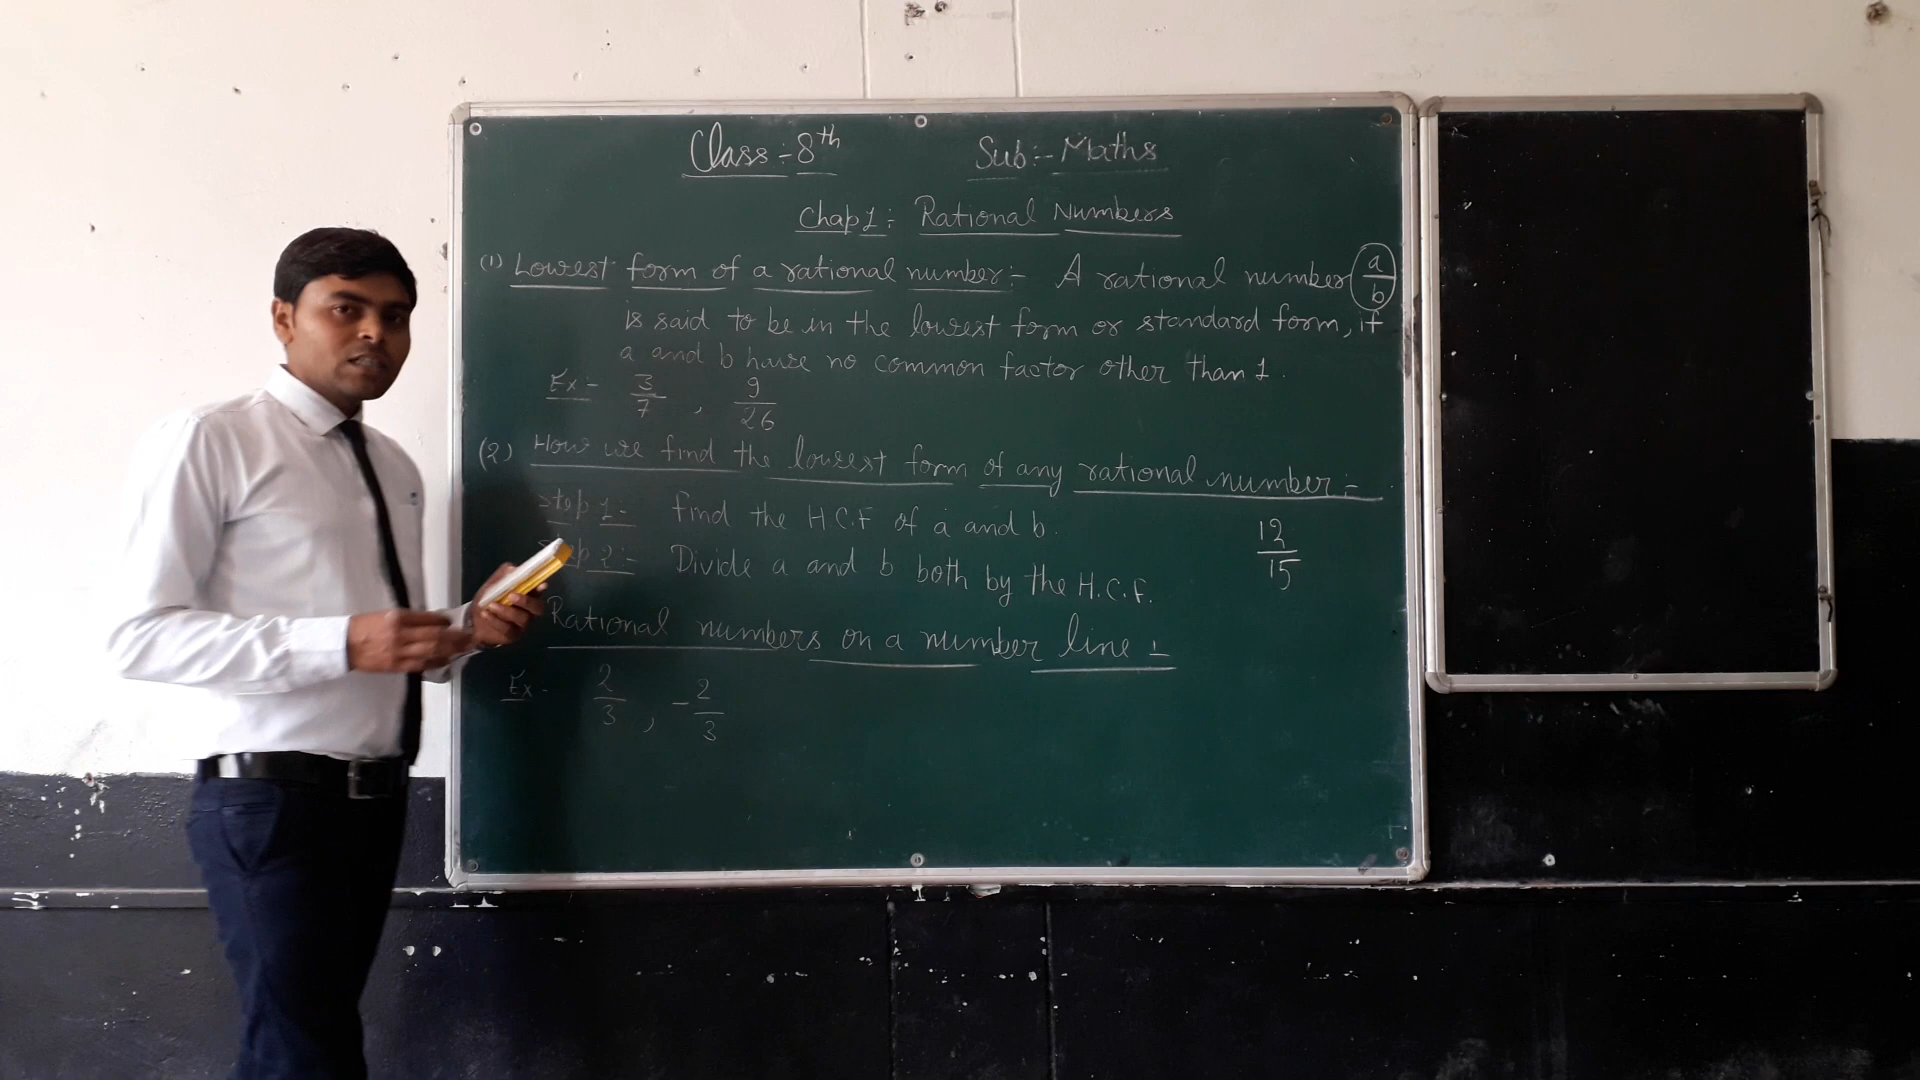 Class :- 8th Sub :- Maths
Chap 1 : Rational Numbers
(1) Lowest form of a rational number :- A rational number a/b
is said to be in the lowest form or standard form, if
a and b have no common factor other than 1.
Ex :- 3/7 , 9/26
(2) How we find the lowest form of any rational number :-
Step 1 :- find the H.C.F of a and b.
Step 2 :- Divide a and b both by the H.C.F.
12/15
Rational numbers on a number line :-
Ex - 2/3 , -2/3